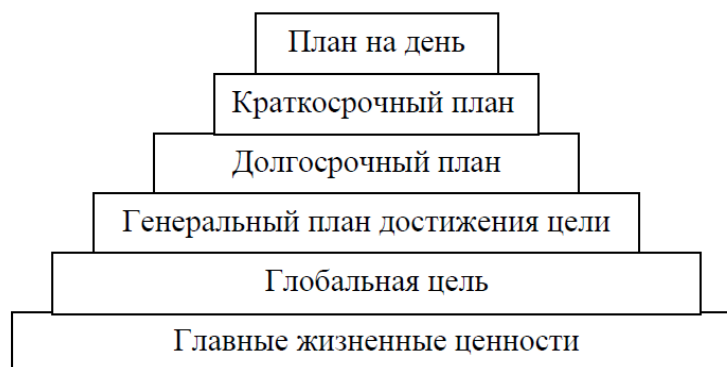 План на день
Краткосрочный план
Долгосрочный план
Генеральный план достижения цели
Глобальная цель
Главные жизненные ценности